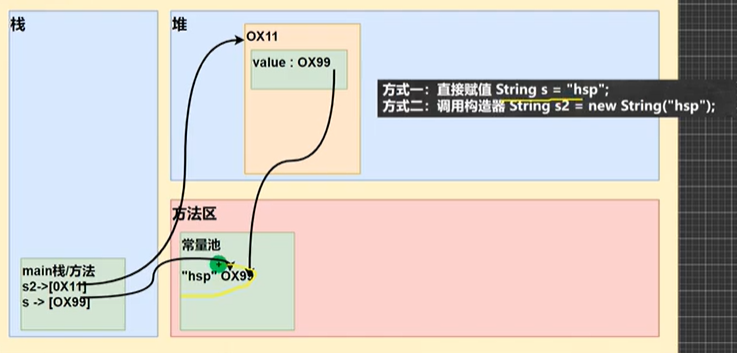 栈
堆
OX11
value : OX99
方式一：直接赋值 String s = "hsp";
方式二：调用构造器 String s2 = new String("hsp");
方法区
常量池
"hsp" OX99
main栈/方法
s2->[0X11]
s -> [OX99]